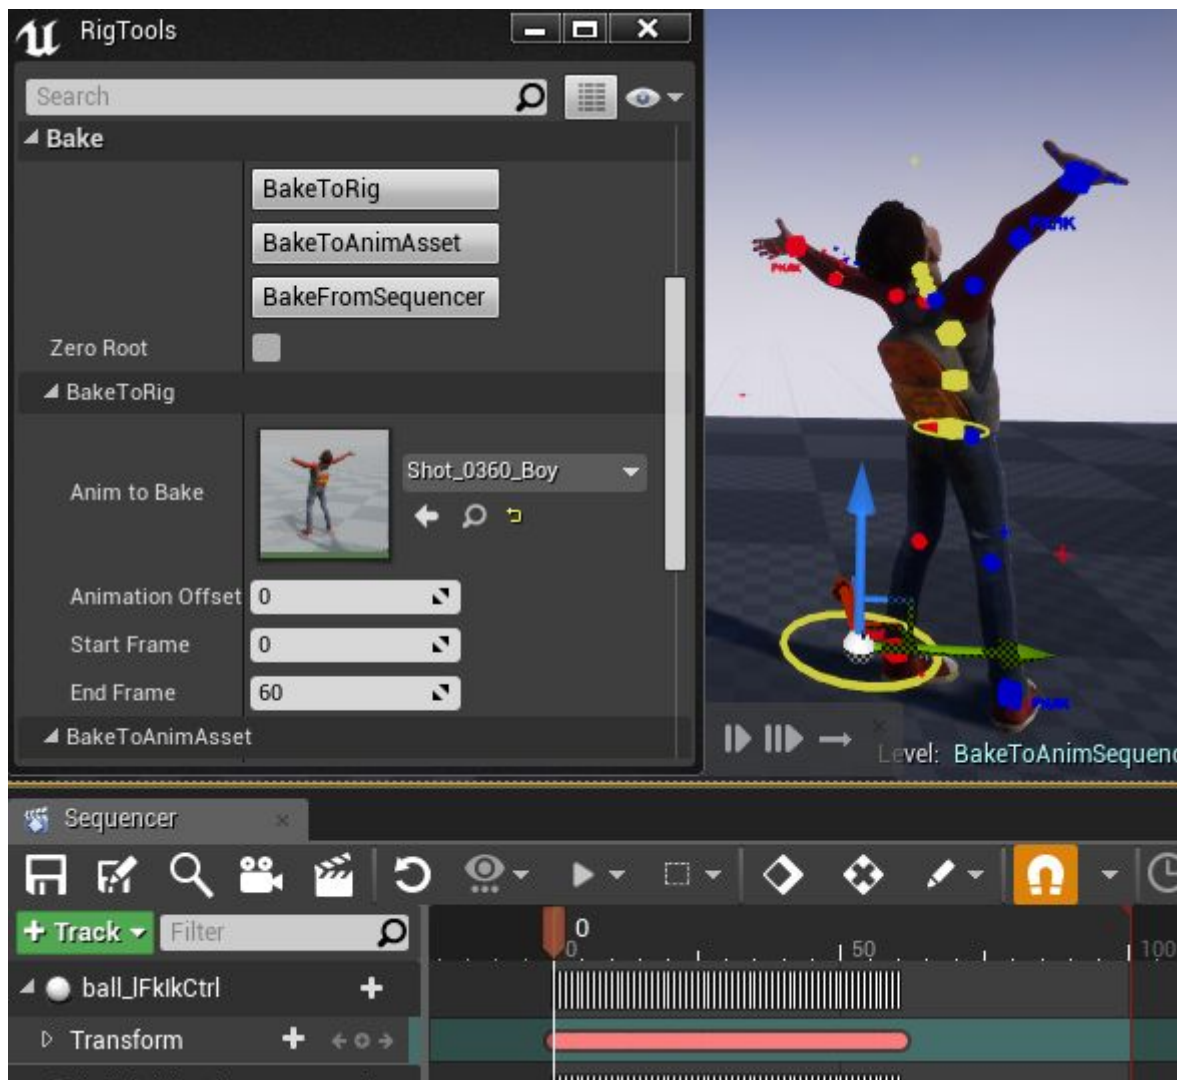 RigTools
Search
Bake
BakeToRig
BakeToAnimAsset
BakeFromSequencer
Zero Root
BakeToRig
Anim to Bake
Shot_0360_Boy
Animation Offset 0
Start Frame 0
End Frame 60
BakeToAnimAsset
Level: BakeToAnimSequenc
Sequencer
+ Track Filter
0
0 50 100
ball_lFkIkCtrl
Transform